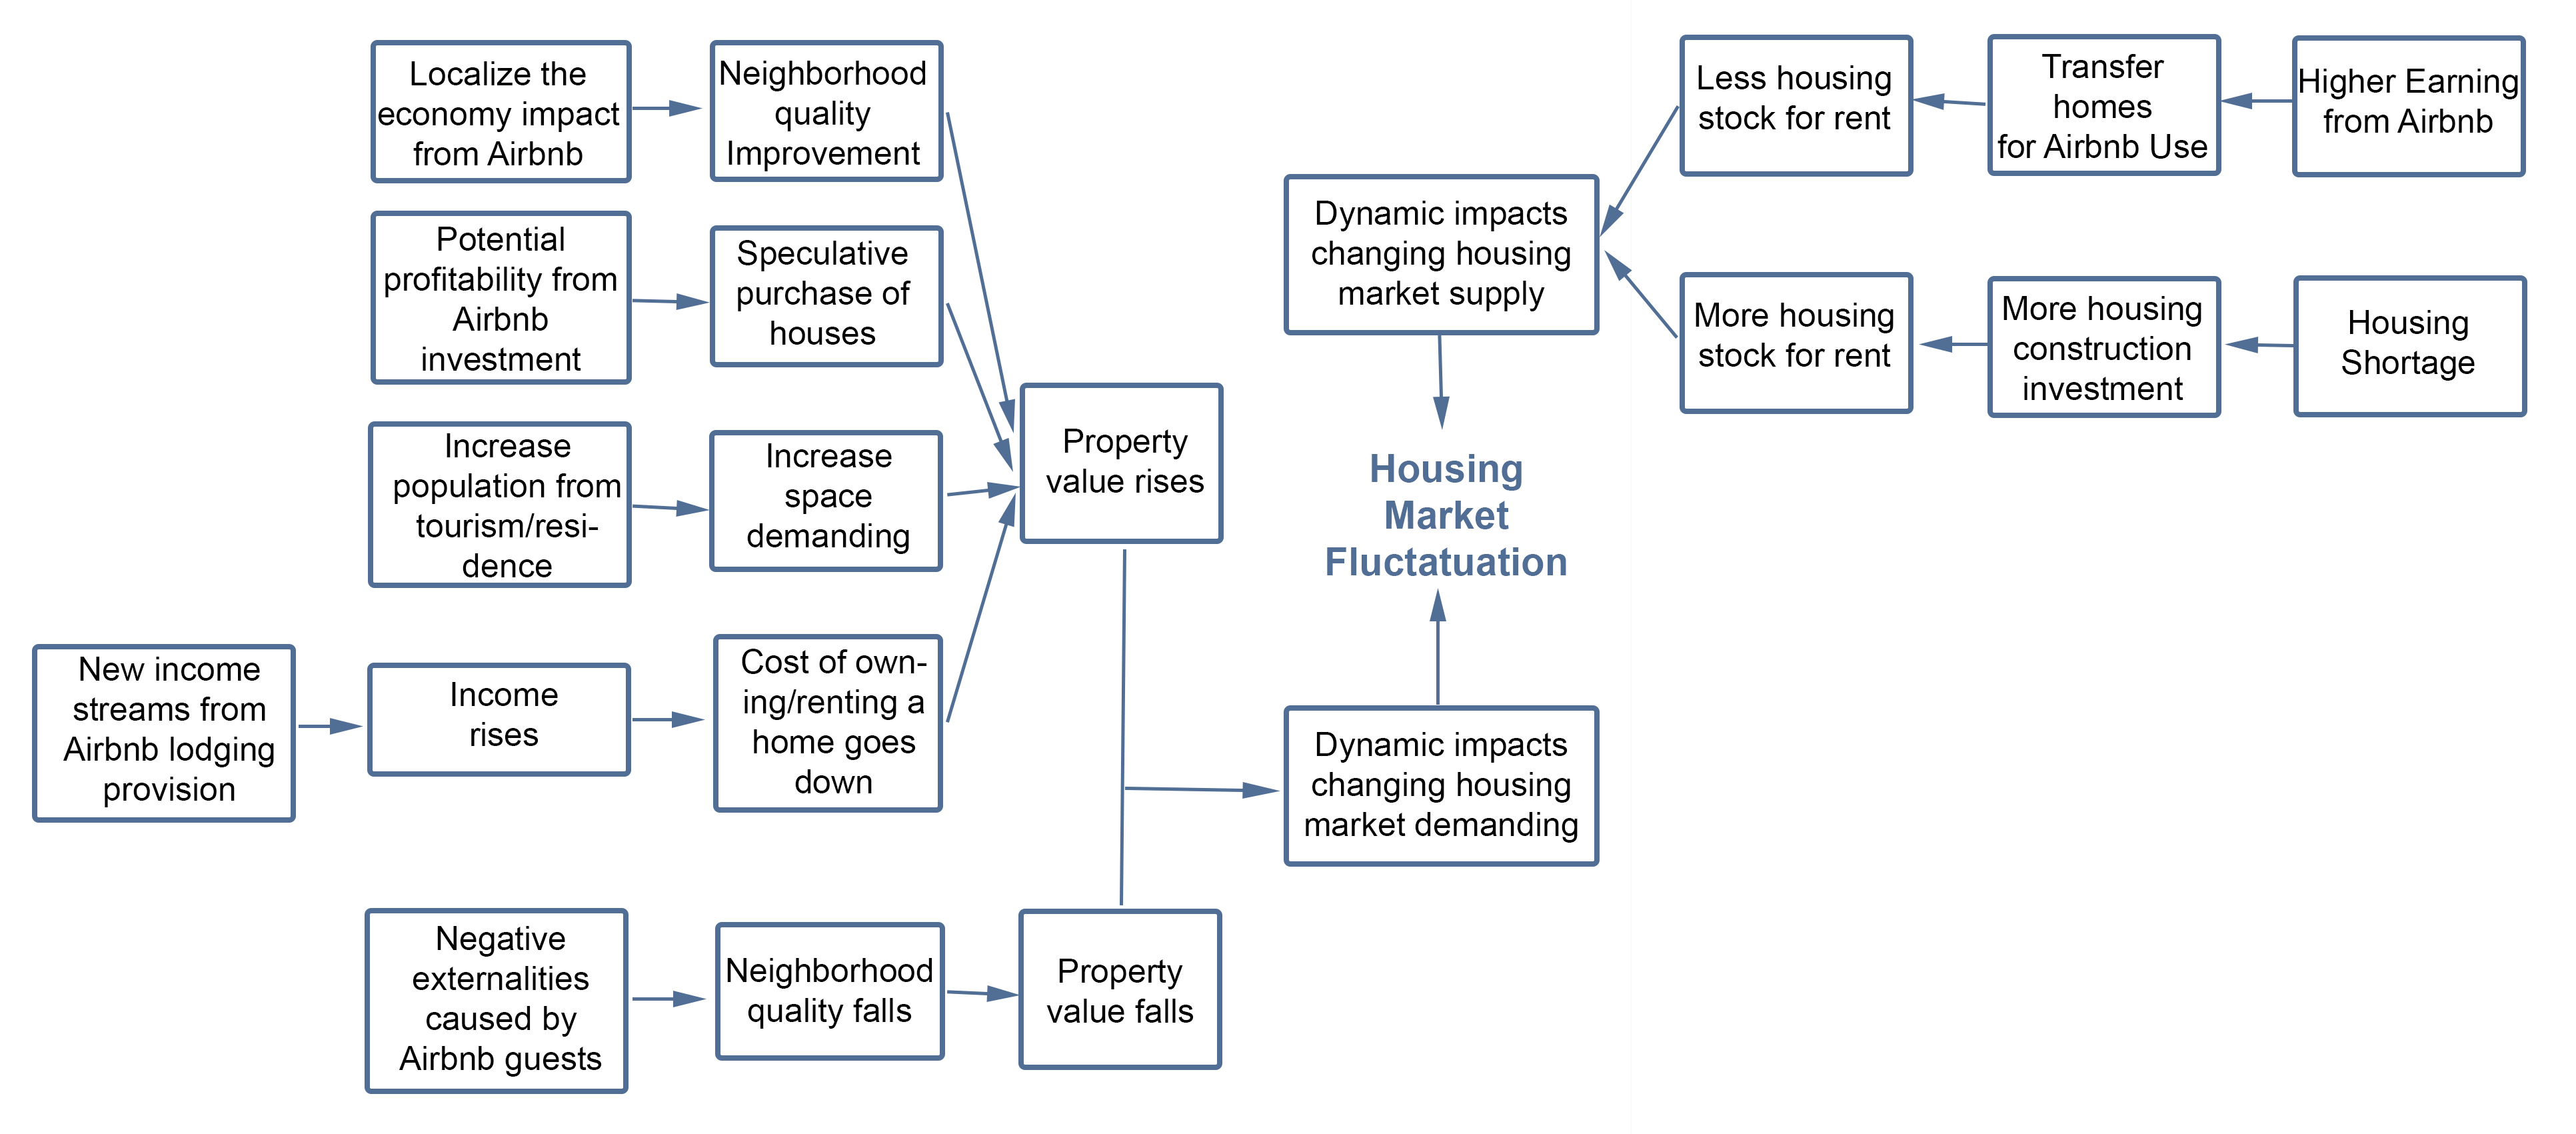 Localize the
economy impact
from Airbnb
Neighborhood
quality
Improvement
Potential
profitability from
Airbnb
investment
Speculative
purchase of
houses
Increase
population from
tourism/resi-
dence
Increase
space
demanding
New income
streams from
Airbnb lodging
provision
Income
rises
Cost of own-
ing/renting a
home goes
down
Negative
externalities
caused by
Airbnb guests
Neighborhood
quality falls
Property
value rises
Property
value falls
Dynamic impacts
changing housing
market supply
Housing
Market
Fluctatuation
Dynamic impacts
changing housing
market demanding
Less housing
stock for rent
Transfer
homes
for Airbnb Use
Higher Earning
from Airbnb
More housing
stock for rent
More housing
construction
investment
Housing
Shortage